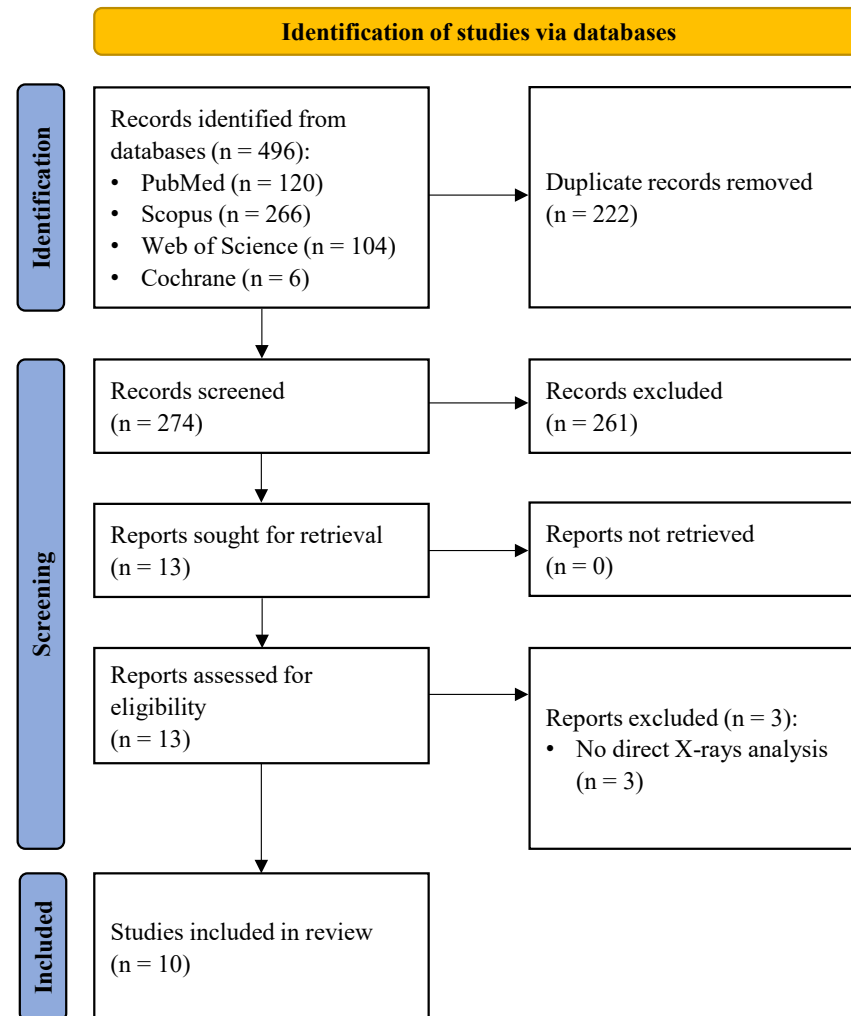 Identification of studies via databases
Identification
Records identified from
databases (n = 496):
• PubMed (n = 120)
• Scopus (n = 266)
• Web of Science (n = 104)
• Cochrane (n = 6)
Duplicate records removed
(n = 222)
Screening
Records screened
(n = 274)
Records excluded
(n = 261)
Reports sought for retrieval
(n = 13)
Reports not retrieved
(n = 0)
Reports assessed for
eligibility
(n = 13)
Reports excluded (n = 3):
• No direct X-rays analysis
(n = 3)
Included
Studies included in review
(n = 10)